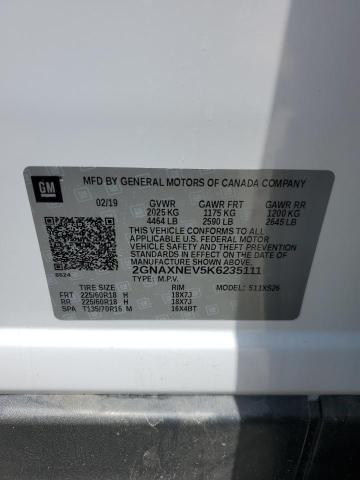 GM
MFD BY GENERAL MOTORS OF CANADA COMPANY
02/19 GVWR GAWR FRT GAWR RR
2025 KG 1175 KG 1200 KG
4464 LB 2590 LB 2645 LB
THIS VEHICLE CONFORMS TO ALL APPLICABLE
U.S. FEDERAL MOTOR VEHICLE SAFETY, BUMPER,
AND THEFT PREVENTION STANDARDS IN
EFFECT ON THE DATE OF MANUFACTURE
SHOWN ABOVE.
2GNAXNEV5K6235111
8624 TYPE: M.P.V. MODEL: 511XS26
TIRE SIZE RIM
FRT 225/60R18 H 18X7J
RR 225/60R18 H 18X7J
SPA T135/70R16 M 16X4BT